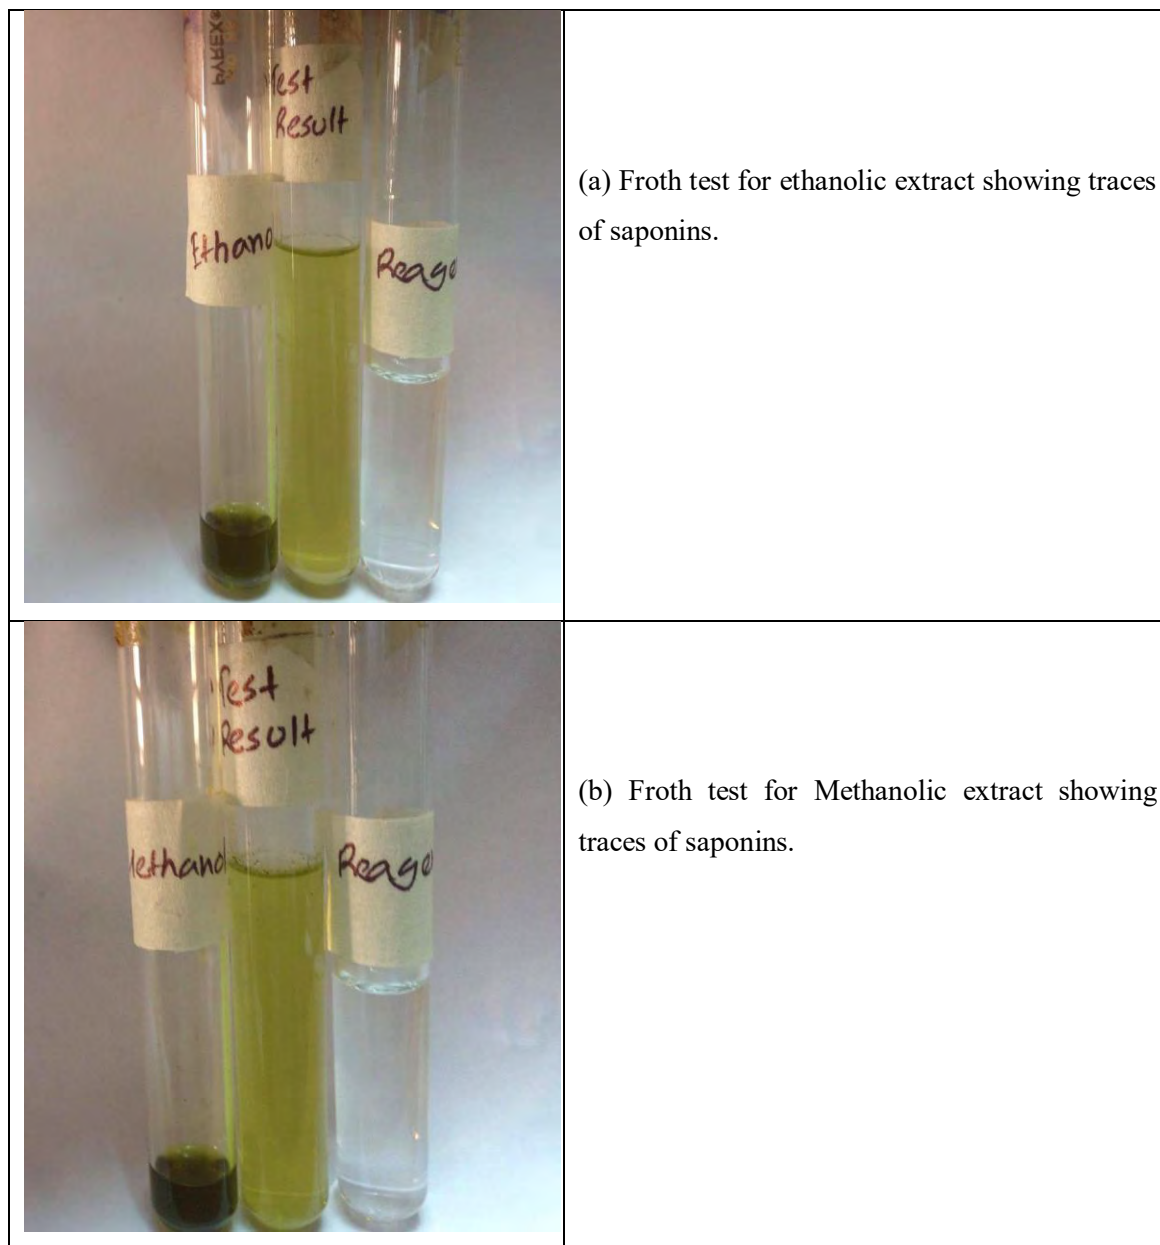 PYREX®
Test
Result
Ethano
Reage
(a) Froth test for ethanolic extract showing traces
of saponins.
Test
Result
Methanol
Reage
(b) Froth test for Methanolic extract showing
traces of saponins.